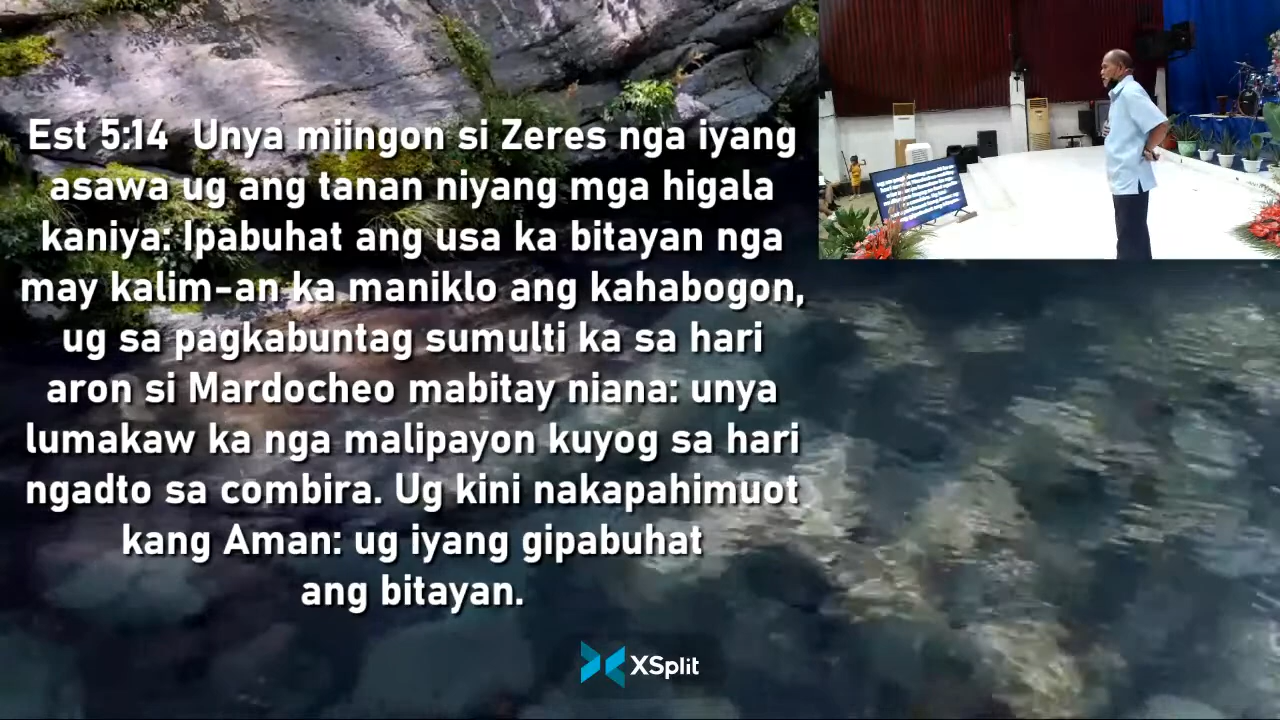 Est 5:14 Unya miingon si Zeres nga iyang
asawa ug ang tanan niyang mga higala
kaniya: Ipabuhat ang usa ka bitayan nga
may kalim-an ka maniklo ang kahabogon,
ug sa pagkabuntag sumulti ka sa hari
aron si Mardocheo mabitay niana: unya
lumakaw ka nga malipayon kuyog sa hari
ngadto sa combira. Ug kini nakapahimuot
kang Aman: ug iyang gipabuhat
ang bitayan.
XSplit